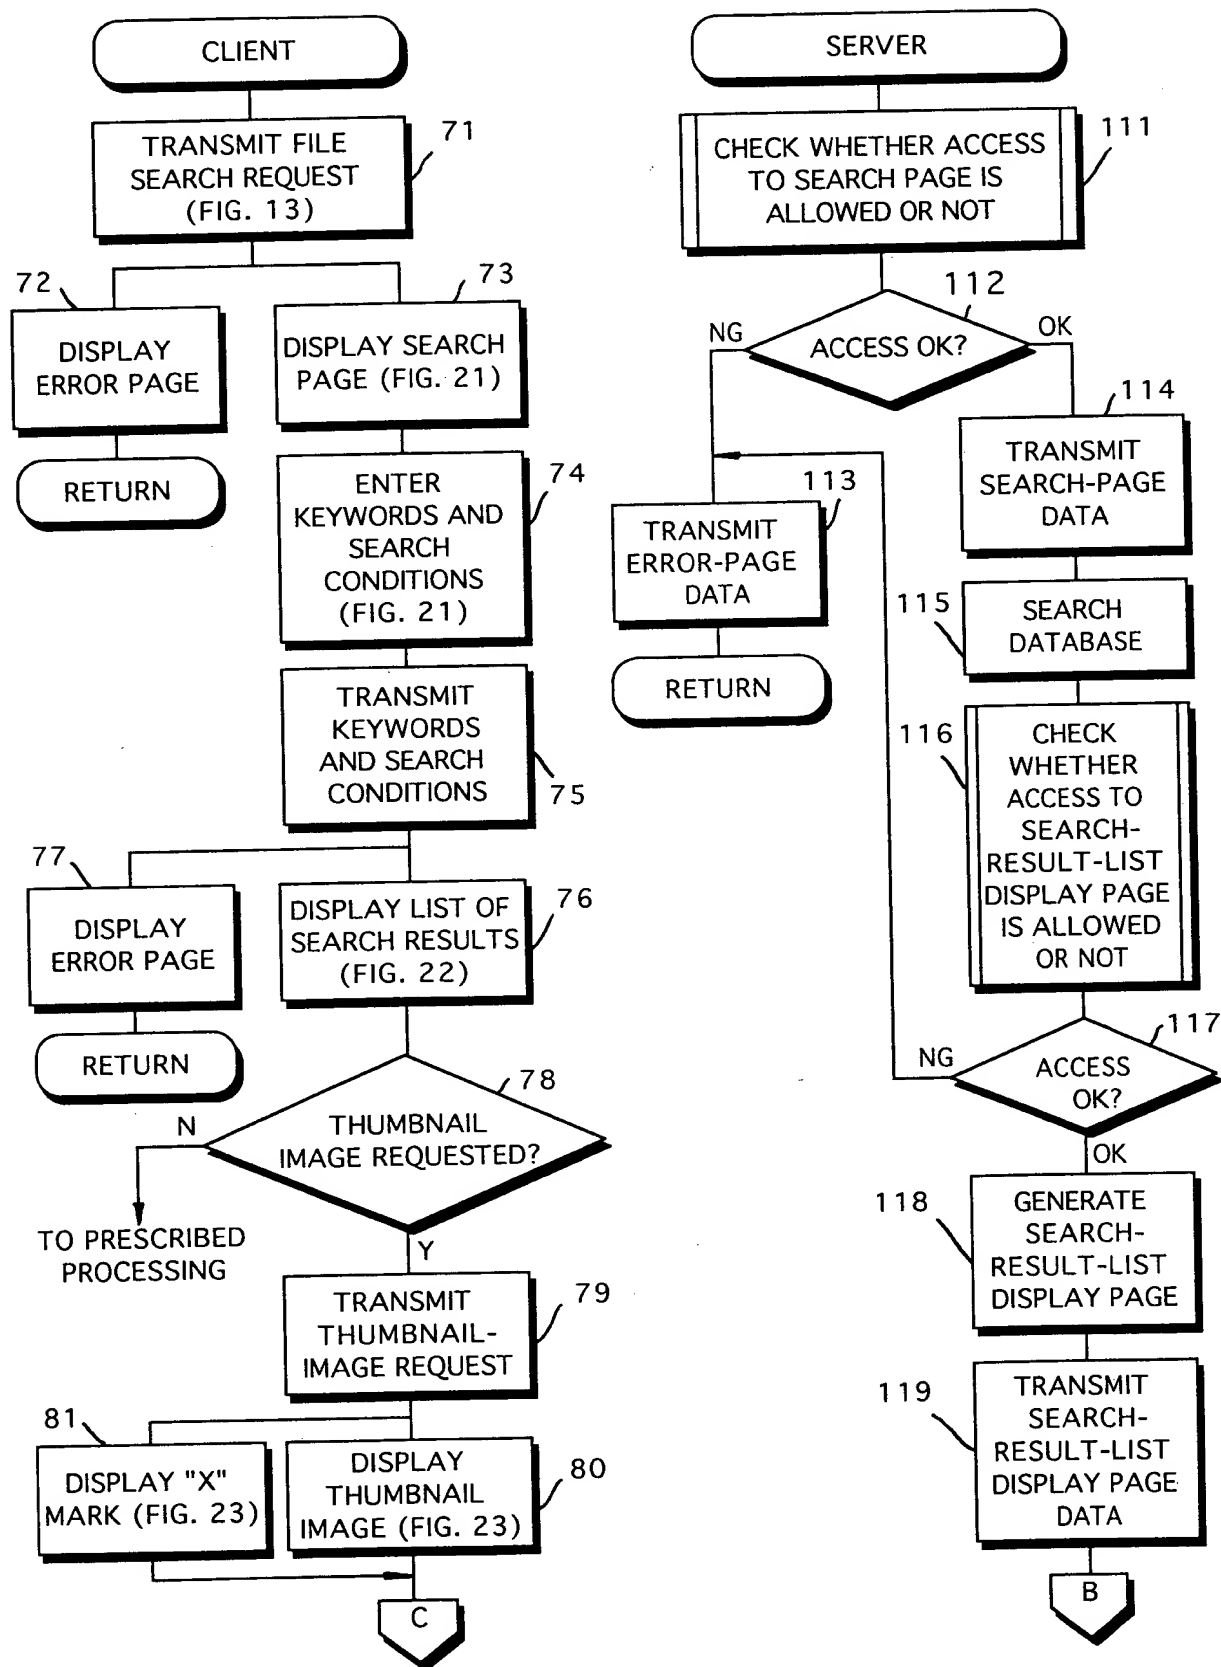 CLIENT
TRANSMIT FILE
SEARCH REQUEST
(FIG. 13)
71
72
DISPLAY
ERROR PAGE
RETURN
73
DISPLAY SEARCH
PAGE (FIG. 21)
ENTER
KEYWORDS AND
SEARCH
CONDITIONS
(FIG. 21)
74
TRANSMIT
KEYWORDS
AND SEARCH
CONDITIONS
75
77
DISPLAY
ERROR PAGE
RETURN
DISPLAY LIST OF
SEARCH RESULTS
(FIG. 22)
76
78
THUMBNAIL
IMAGE REQUESTED?
N
TO PRESCRIBED
PROCESSING
Y
TRANSMIT
THUMBNAIL-
IMAGE REQUEST
79
81
DISPLAY "X"
MARK (FIG. 23)
DISPLAY
THUMBNAIL
IMAGE (FIG. 23)
80
C
SERVER
CHECK WHETHER ACCESS
TO SEARCH PAGE IS
ALLOWED OR NOT
111
112
ACCESS OK?
NG
OK
113
TRANSMIT
ERROR-PAGE
DATA
RETURN
114
TRANSMIT
SEARCH-PAGE
DATA
115
SEARCH
DATABASE
116
CHECK
WHETHER
ACCESS TO
SEARCH-
RESULT-LIST
DISPLAY PAGE
IS ALLOWED
OR NOT
117
ACCESS
OK?
NG
OK
118
GENERATE
SEARCH-
RESULT-LIST
DISPLAY PAGE
119
TRANSMIT
SEARCH-
RESULT-LIST
DISPLAY PAGE
DATA
B